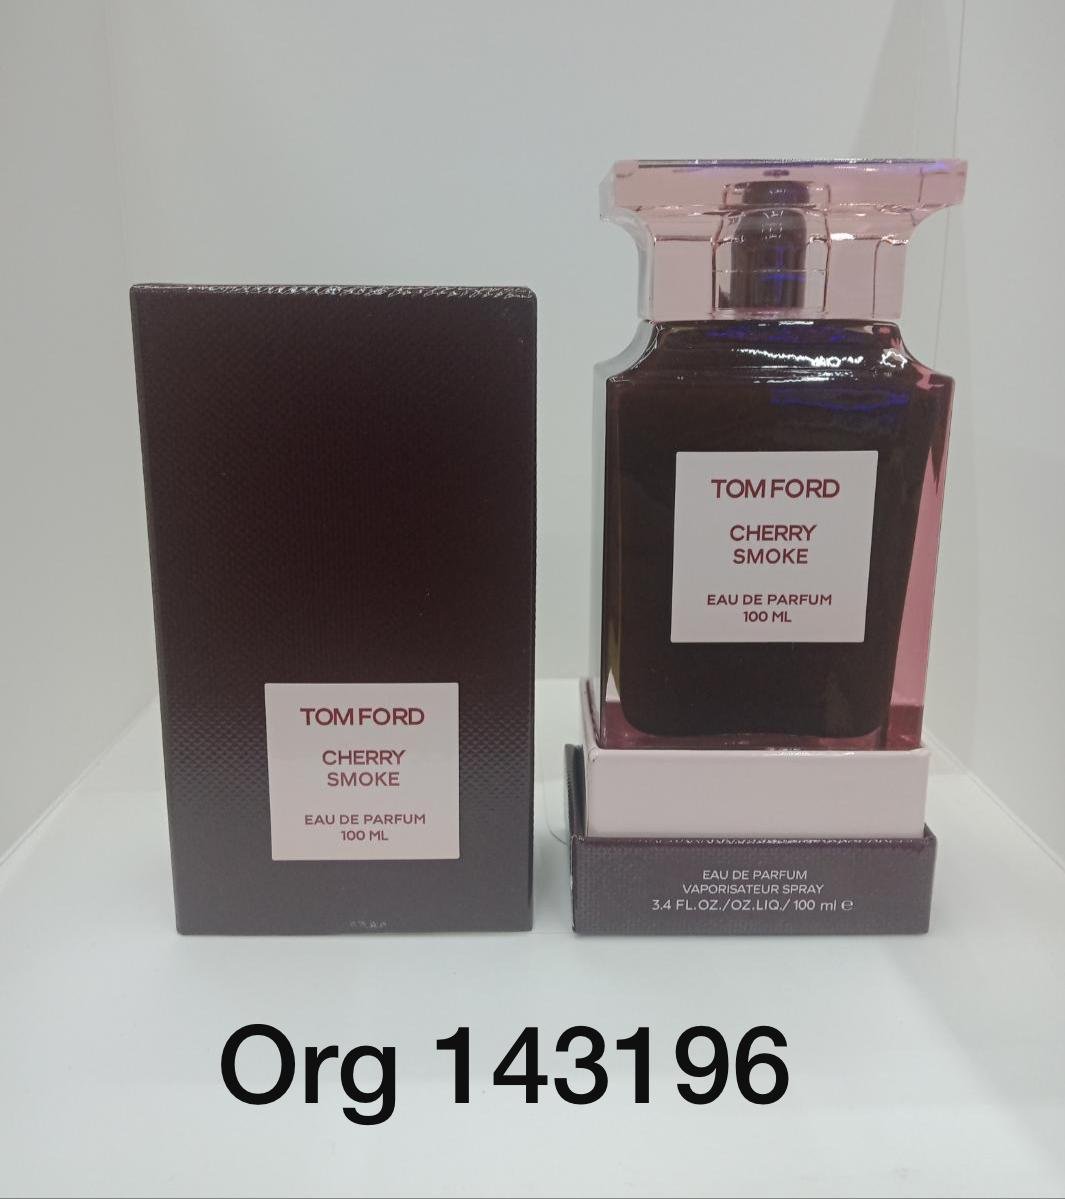 TOM FORD
CHERRY
SMOKE
EAU DE PARFUM
100 ML
TOM FORD
CHERRY
SMOKE
EAU DE PARFUM
100 ML
EAU DE PARFUM
VAPORISATEUR SPRAY
3.4 FL.OZ./OZ.LIQ./ 100 ml ℮
Org 143196